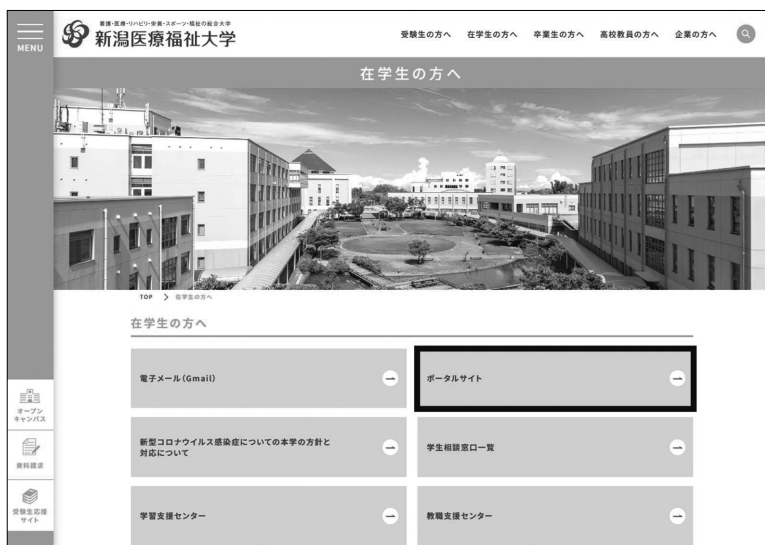 MENU
看護・医療・リハビリ・栄養・スポーツ・福祉の総合大学
新潟医療福祉大学
受験生の方へ 在学生の方へ 卒業生の方へ 高校教員の方へ 企業の方へ
在学生の方へ
TOP > 在学生の方へ
在学生の方へ
電子メール(Gmail)
ポータルサイト
新型コロナウイルス感染症についての本学の方針と
対応について
学生相談窓口一覧
学習支援センター
教職支援センター
オープン
キャンパス
資料請求
受験生応援
サイト